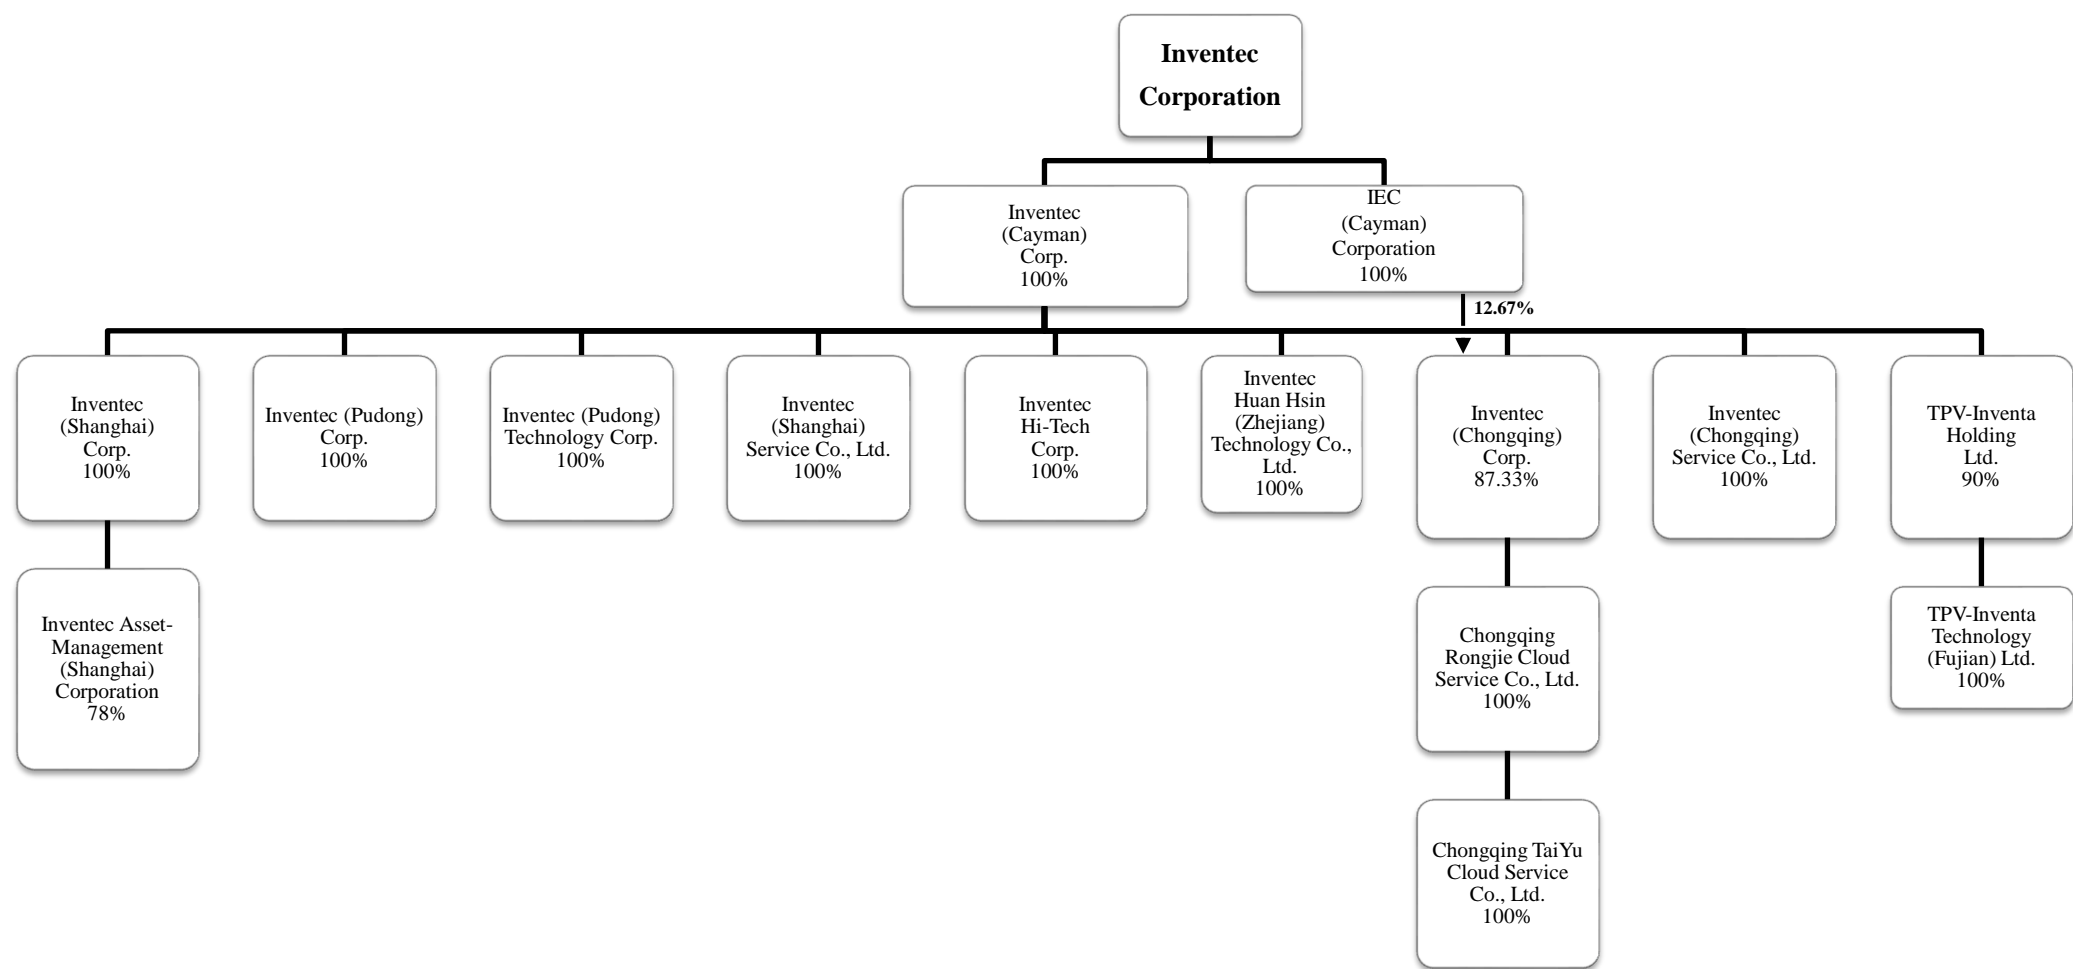 Inventec
Corporation
Inventec
(Cayman)
Corp.
100%
IEC
(Cayman)
Corporation
100%
12.67%
Inventec
(Shanghai)
Corp.
100%
Inventec (Pudong)
Corp.
100%
Inventec (Pudong)
Technology Corp.
100%
Inventec
(Shanghai)
Service Co., Ltd.
100%
Inventec
Hi-Tech
Corp.
100%
Inventec
Huan Hsin
(Zhejiang)
Technology Co.,
Ltd.
100%
Inventec
(Chongqing)
Corp.
87.33%
Inventec
(Chongqing)
Service Co., Ltd.
100%
TPV-Inventa
Holding
Ltd.
90%
Inventec Asset-
Management
(Shanghai)
Corporation
78%
Chongqing
Rongjie Cloud
Service Co., Ltd.
100%
TPV-Inventa
Technology
(Fujian) Ltd.
100%
Chongqing TaiYu
Cloud Service
Co., Ltd.
100%